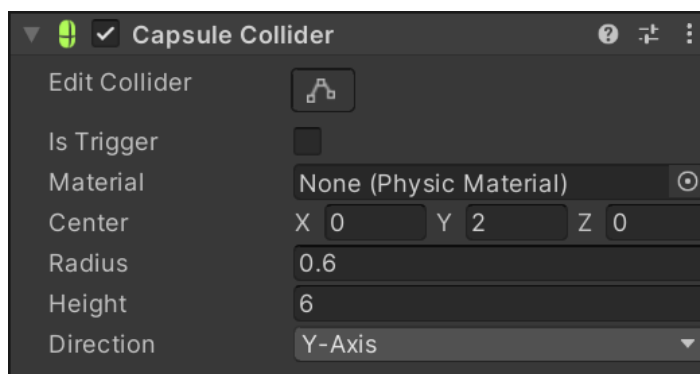 Capsule Collider
Edit Collider
Is Trigger
Material None (Physic Material)
Center X 0 Y 2 Z 0
Radius 0.6
Height 6
Direction Y-Axis